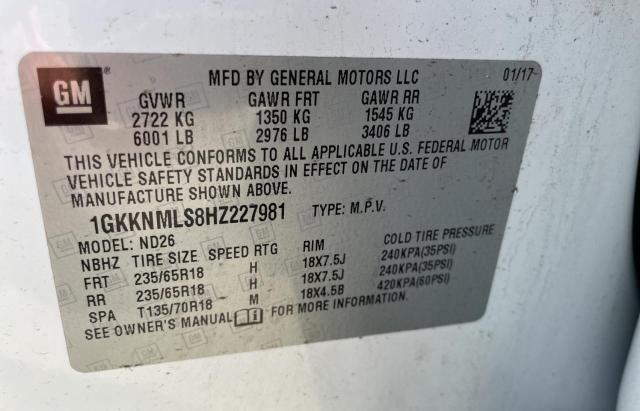 GM
MFD BY GENERAL MOTORS LLC 01/17
GVWR GAWR FRT GAWR RR
2722 KG 1350 KG 1545 KG
6001 LB 2976 LB 3406 LB
THIS VEHICLE CONFORMS TO ALL APPLICABLE U.S. FEDERAL MOTOR
VEHICLE SAFETY STANDARDS IN EFFECT ON THE DATE OF
MANUFACTURE SHOWN ABOVE.
1GKKNMLS8HZ227981 TYPE: M.P.V.
MODEL: ND26
NBHZ TIRE SIZE SPEED RTG RIM COLD TIRE PRESSURE
FRT 235/65R18 H 18X7.5J 240KPA(35PSI)
RR 235/65R18 H 18X7.5J 240KPA(35PSI)
SPA T135/70R18 M 18X4.5B 420KPA(60PSI)
SEE OWNER'S MANUAL FOR MORE INFORMATION.